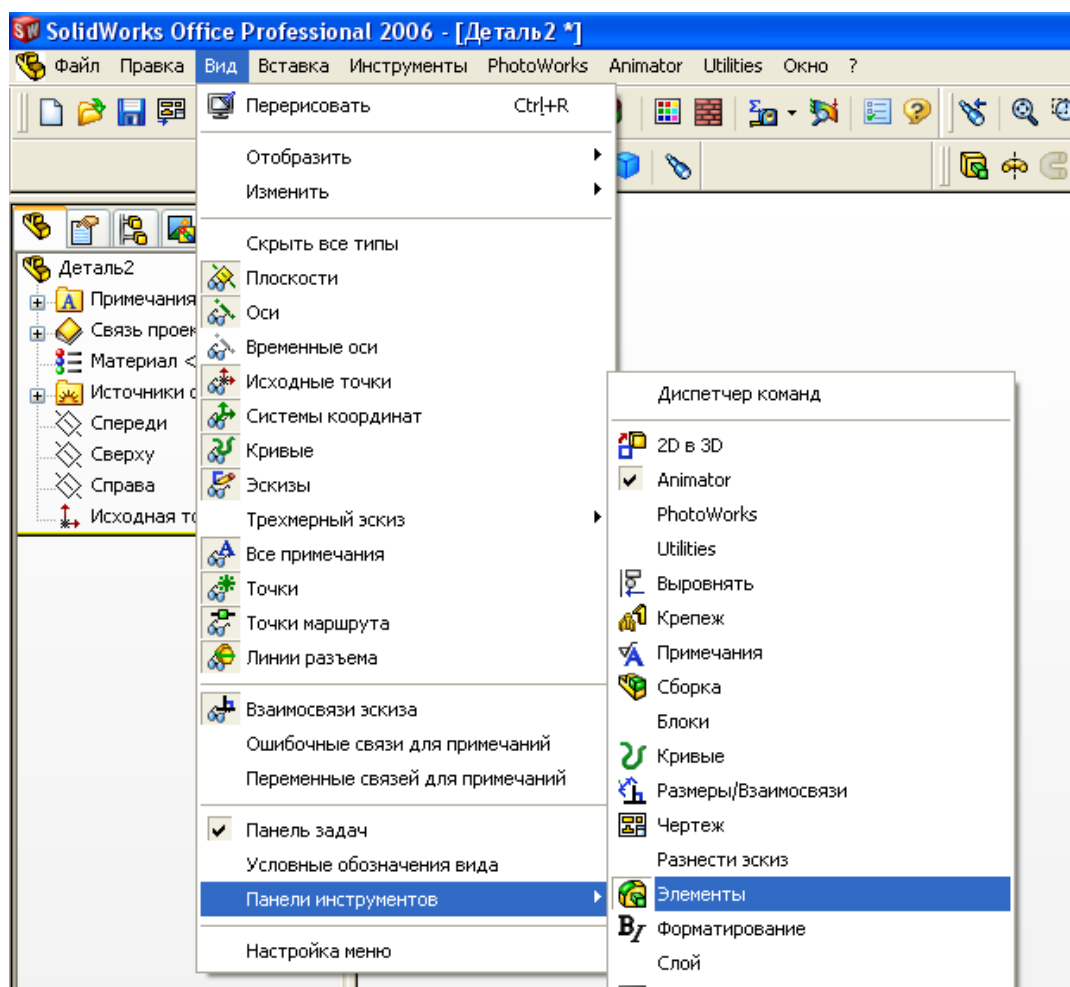 SolidWorks Office Professional 2006 - [Деталь2 *]
Файл Правка Вид Вставка Инструменты PhotoWorks Animator Utilities Окно ?
Перерисовать Ctrl+R
Отобразить
Изменить
Скрыть все типы
Плоскости
Оси
Временные оси
Исходные точки
Системы координат
Кривые
Эскизы
Трехмерный эскиз
Все примечания
Точки
Точки маршрута
Линии разъема
Взаимосвязи эскиза
Ошибочные связи для примечаний
Переменные связей для примечаний
Панель задач
Условные обозначения вида
Панели инструментов
Настройка меню
Деталь2
Примечания
Связь проек
Материал <
Источники с
Спереди
Сверху
Справа
Исходная то
Диспетчер команд
2D в 3D
Animator
PhotoWorks
Utilities
Выровнять
Крепеж
Примечания
Сборка
Блоки
Кривые
Размеры/Взаимосвязи
Чертеж
Разнести эскиз
Элементы
Форматирование
Слой